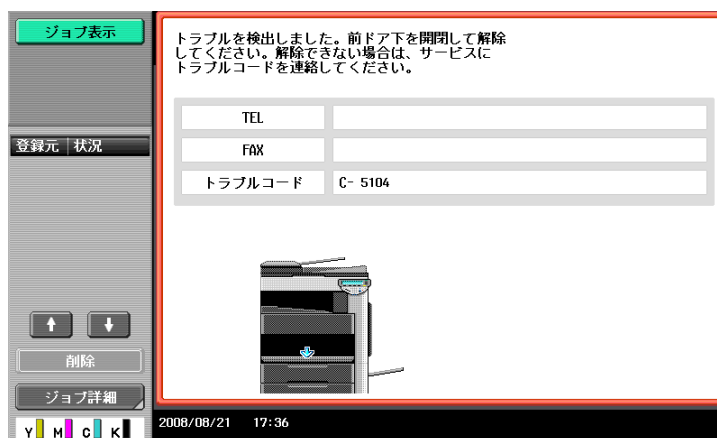 ジョブ表示
トラブルを検出しました。前ドア下を開閉して解除
してください。解除できない場合は、サービスに
トラブルコードを連絡してください。
TEL
FAX
トラブルコード C- 5104
登録元 状況
削除
ジョブ詳細
Y M C K
2008/08/21 17:36